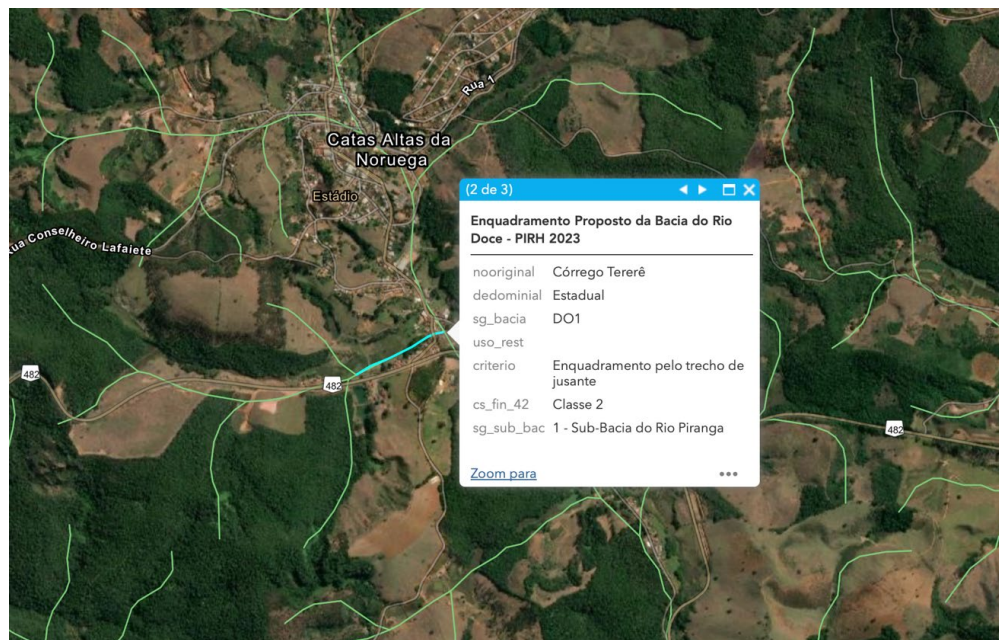 Rua 1
Catas Altas da
Noruega
Estádio
Rua Conselheiro Lafaiete
482
482
482
(2 de 3)
Enquadramento Proposto da Bacia do Rio
Doce - PIRH 2023
nooriginal Córrego Tererê
dedominial Estadual
sg_bacia DO1
uso_rest
criterio Enquadramento pelo trecho de
jusante
cs_fin_42 Classe 2
sg_sub_bac 1 - Sub-Bacia do Rio Piranga
Zoom para